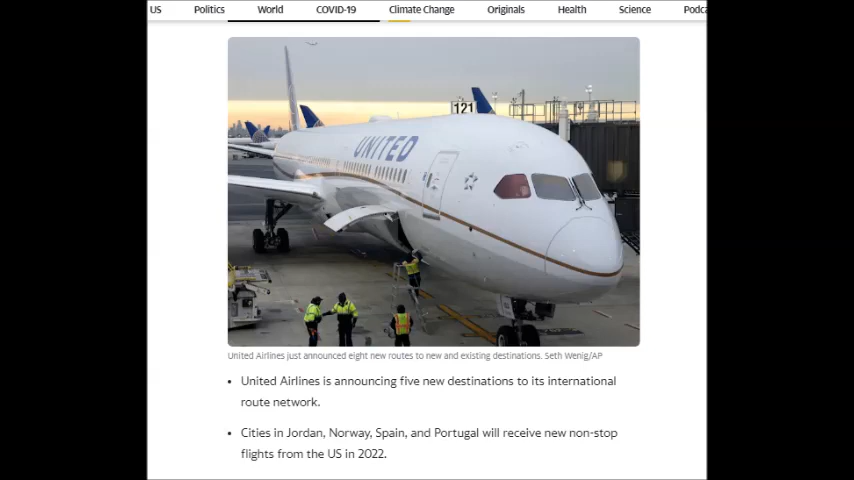 US Politics World COVID-19 Climate Change Originals Health Science
121
UNITED
United Airlines just announced eight new routes to new and existing destinations. Seth Wenig/AP
• United Airlines is announcing five new destinations to its international
route network.
• Cities in Jordan, Norway, Spain, and Portugal will receive new non-stop
flights from the US in 2022.